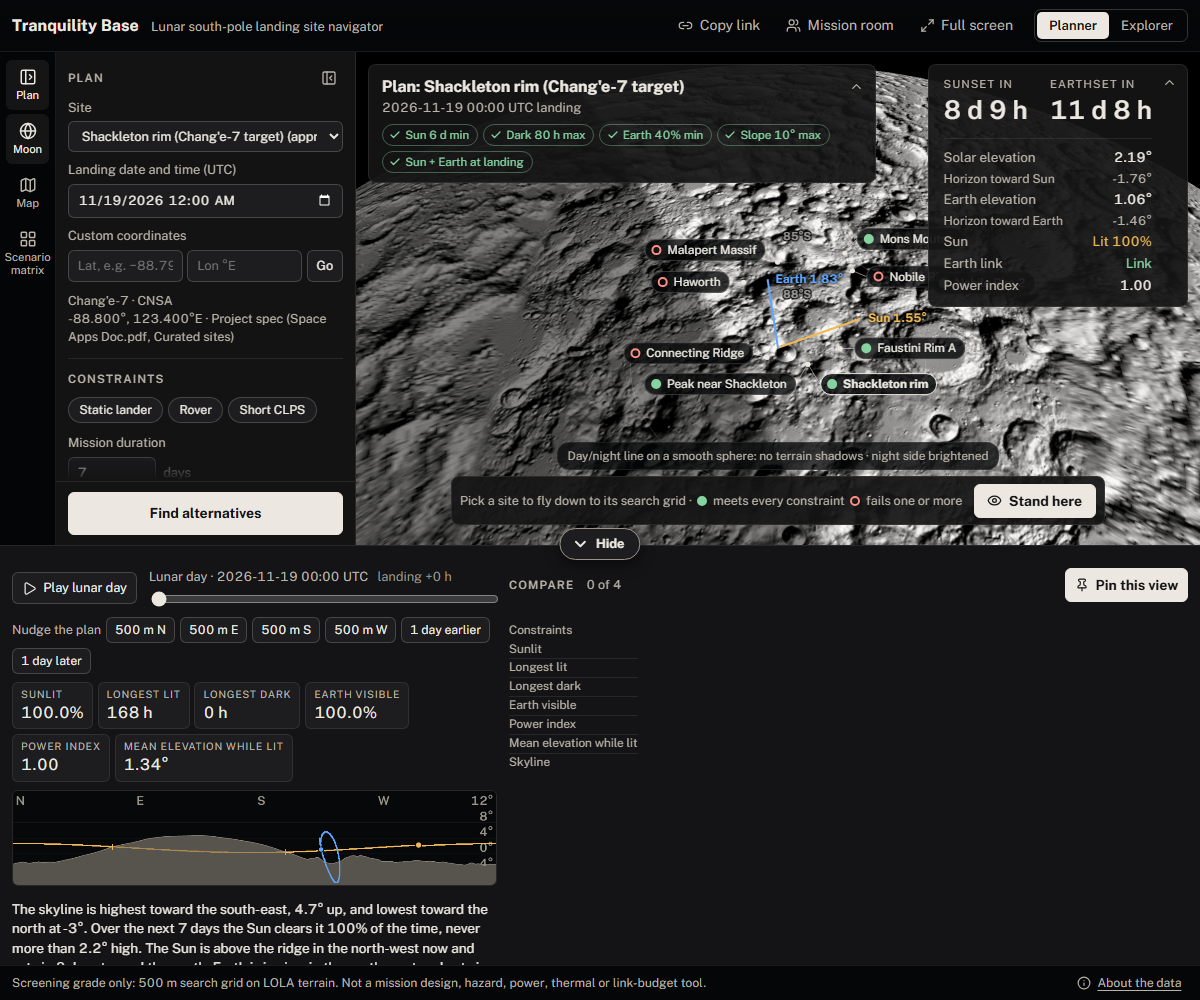 Tranquility Base
Lunar south-pole landing site navigator
Copy link
Mission room
Full screen
Planner
Explorer
Plan
Moon
Map
Scenario
matrix
PLAN
Site
Shackleton rim (Chang'e-7 target) (appr
Landing date and time (UTC)
11/19/2026 12:00 AM
Custom coordinates
Lat, e.g. −88.79
Lon °E
Go
Chang'e-7 · CNSA
-88.800°, 123.400°E · Project spec (Space
Apps Doc.pdf, Curated sites)
CONSTRAINTS
Static lander
Rover
Short CLPS
Mission duration
7
days
Find alternatives
Plan: Shackleton rim (Chang'e-7 target)
2026-11-19 00:00 UTC landing
Sun 6 d min
Dark 80 h max
Earth 40% min
Slope 10° max
Sun + Earth at landing
SUNSET IN
EARTHSET IN
8 d 9 h
11 d 8 h
Solar elevation 2.19°
Horizon toward Sun -1.76°
Earth elevation 1.06°
Horizon toward Earth -1.46°
Sun Lit 100%
Earth link Link
Power index 1.00
85°S
Mons Mou
Malapert Massif
Haworth
Earth 1.83°
88°S
Nobile
Sun 1.55°
Connecting Ridge
Faustini Rim A
Peak near Shackleton
Shackleton rim
Day/night line on a smooth sphere: no terrain shadows · night side brightened
Pick a site to fly down to its search grid · meets every constraint fails one or more
Stand here
Hide
Play lunar day
Lunar day · 2026-11-19 00:00 UTC landing +0 h
Nudge the plan
500 m N
500 m E
500 m S
500 m W
1 day earlier
1 day later
SUNLIT
100.0%
LONGEST LIT
168 h
LONGEST DARK
0 h
EARTH VISIBLE
100.0%
POWER INDEX
1.00
MEAN ELEVATION WHILE LIT
1.34°
N
E
S
W
12°
8°
4°
0°
The skyline is highest toward the south-east, 4.7° up, and lowest toward the
north at -3°. Over the next 7 days the Sun clears it 100% of the time, never
more than 2.2° high. The Sun is above the ridge in the north-west now and
COMPARE
0 of 4
Pin this view
Constraints
Sunlit
Longest lit
Longest dark
Earth visible
Power index
Mean elevation while lit
Skyline
Screening grade only: 500 m search grid on LOLA terrain. Not a mission design, hazard, power, thermal or link-budget tool.
About the data